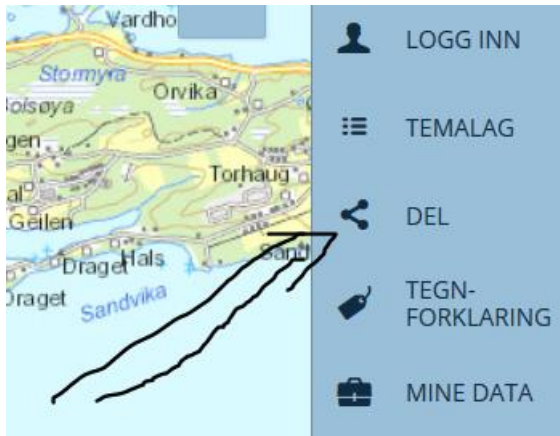 Vardho
Stormyra
Orvika
oisøya
gen
Torhaug
al
Geilen
Sand
Draget
Hals
Draget
Sandvika
LOGG INN
TEMALAG
DEL
TEGN-
FORKLARING
MINE DATA